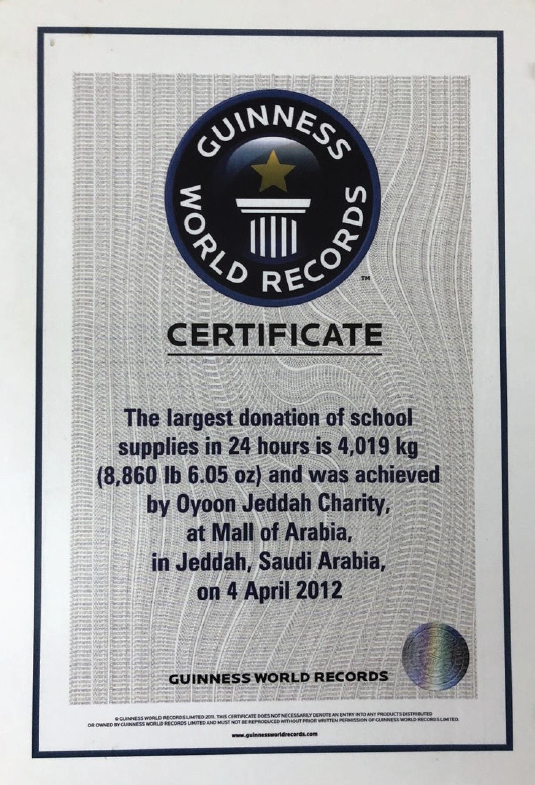 GUINNESS
WORLD RECORDS
™
CERTIFICATE
The largest donation of school
supplies in 24 hours is 4,019 kg
(8,860 lb 6.05 oz) and was achieved
by Oyoon Jeddah Charity,
at Mall of Arabia,
in Jeddah, Saudi Arabia,
on 4 April 2012
GUINNESS WORLD RECORDS
© GUINNESS WORLD RECORDS LIMITED 2011. THIS CERTIFICATE DOES NOT NECESSARILY DENOTE AN ENTRY INTO ANY PRODUCTS DISTRIBUTED
OR OWNED BY GUINNESS WORLD RECORDS LIMITED AND MUST NOT BE REPRODUCED WITHOUT PRIOR WRITTEN PERMISSION OF GUINNESS WORLD RECORDS LIMITED.
www.guinnessworldrecords.com